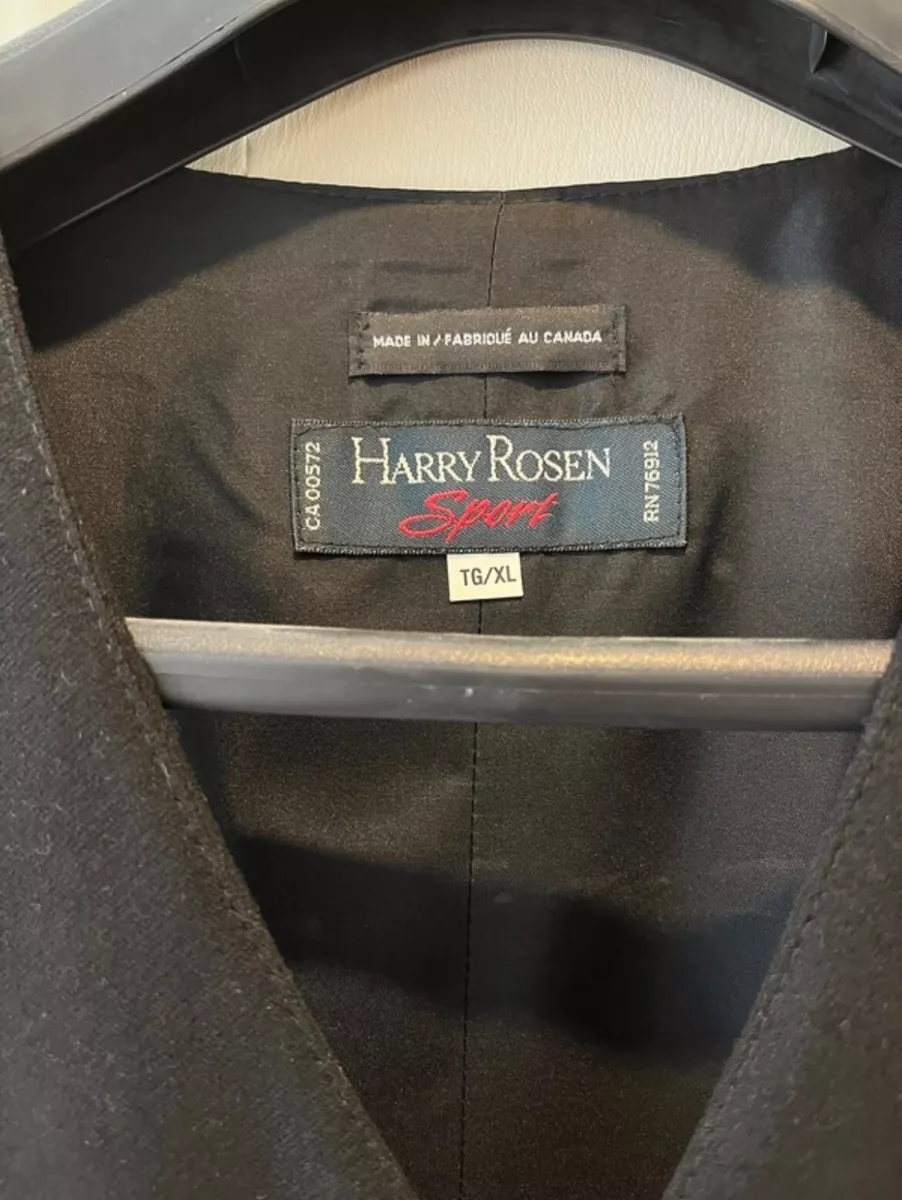 MADE IN / FABRIQUÉ AU CANADA
CA 00572
HARRY ROSEN
Sport
RN 76912
TG/XL